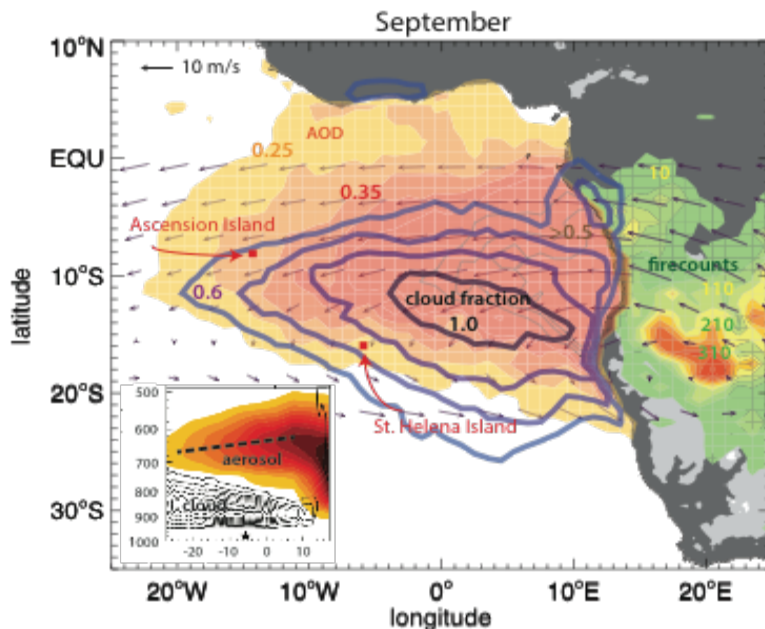 September
10°N
10 m/s
AOD
EQU
0.25
10
0.35
Ascension Island
>0.5
firecounts
10°S
0.6
cloud fraction
1.0
110
210
310
latitude
20°S
500
St. Helena Island
600
aerosol
700
800
cloud
900
30°S
1000
-20
-10
0
10
20°W
10°W
0°
10°E
20°E
longitude